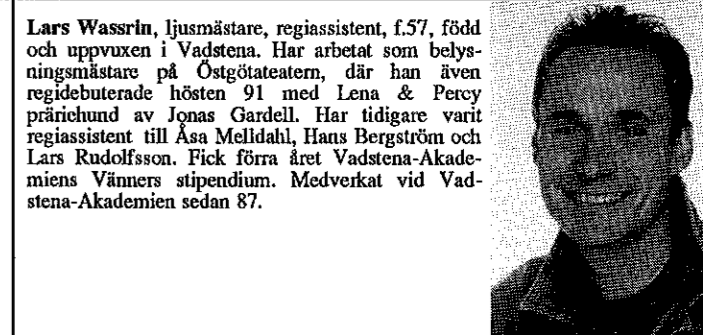 Lars Wassrin, ljusmästare, regiassistent, f.57, född
och uppvuxen i Vadstena. Har arbetat som belys-
ningsmästare på Östgötateatern, där han även
regidebuterade hösten 91 med Lena & Percy
prärichund av Jonas Gardell. Har tidigare varit
regiassistent till Åsa Melldahl, Hans Bergström och
Lars Rudolfsson. Fick förra året Vadstena-Akade-
miens Vänners stipendium. Medverkat vid Vad-
stena-Akademien sedan 87.